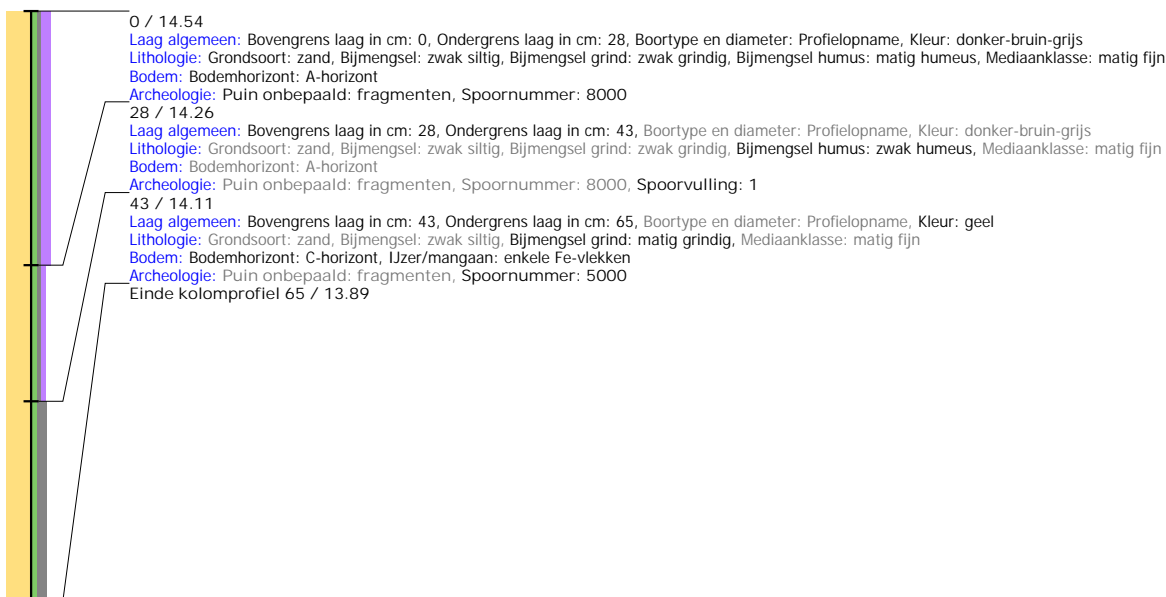 0 / 14.54
Laag algemeen: Bovengrens laag in cm: 0, Ondergrens laag in cm: 28, Boortype en diameter: Profielopname, Kleur: donker-bruin-grijs
Lithologie: Grondsoort: zand, Bijmengsel: zwak siltig, Bijmengsel grind: zwak grindig, Bijmengsel humus: matig humeus, Mediaanklasse: matig fijn
Bodem: Bodemhorizont: A-horizont
Archeologie: Puin onbepaald: fragmenten, Spoornummer: 8000
28 / 14.26
Laag algemeen: Bovengrens laag in cm: 28, Ondergrens laag in cm: 43, Boortype en diameter: Profielopname, Kleur: donker-bruin-grijs
Lithologie: Grondsoort: zand, Bijmengsel: zwak siltig, Bijmengsel grind: zwak grindig, Bijmengsel humus: zwak humeus, Mediaanklasse: matig fijn
Bodem: Bodemhorizont: A-horizont
Archeologie: Puin onbepaald: fragmenten, Spoornummer: 8000, Spoorvulling: 1
43 / 14.11
Laag algemeen: Bovengrens laag in cm: 43, Ondergrens laag in cm: 65, Boortype en diameter: Profielopname, Kleur: geel
Lithologie: Grondsoort: zand, Bijmengsel: zwak siltig, Bijmengsel grind: matig grindig, Mediaanklasse: matig fijn
Bodem: Bodemhorizont: C-horizont, IJzer/mangaan: enkele Fe-vlekken
Archeologie: Puin onbepaald: fragmenten, Spoornummer: 5000
Einde kolomprofiel 65 / 13.89